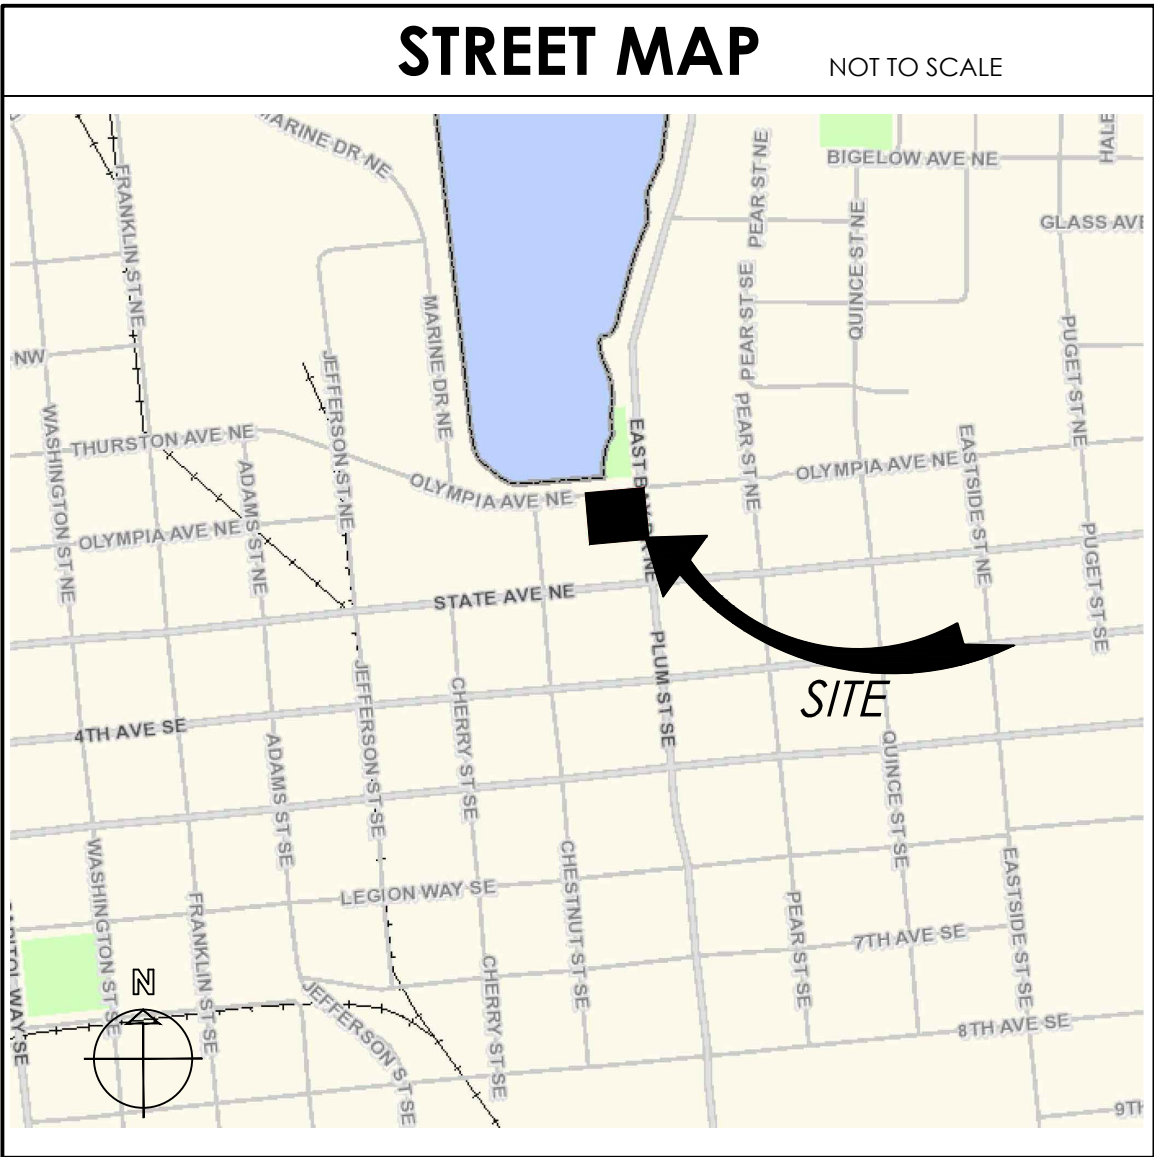 STREET MAP
NOT TO SCALE
MARINE DR NE
PEAR ST NE
BIGELOW AVE NE
HALE
FRANKLIN ST NE
QUINCE ST NE
GLASS AVE
PEAR ST SE
MARINE DR NE
NW
JEFFERSON ST NE
PUGET ST NE
WASHINGTON ST NE
THURSTON AVE NE
PEAR ST NE
EAST BAY DR NE
EASTSIDE ST NE
OLYMPIA AVE NE
ADAMS ST NE
OLYMPIA AVE NE
OLYMPIA AVE NE
PUGET ST SE
STATE AVE NE
PLUM ST SE
SITE
JEFFERSON ST SE
CHERRY ST SE
4TH AVE SE
ADAMS ST SE
QUINCE ST SE
WASHINGTON ST SE
CHESTNUT ST SE
EASTSIDE ST SE
LEGION WAY SE
FRANKLIN ST SE
PEAR ST SE
7TH AVE SE
WAY SE
CHERRY ST SE
N
JEFFERSON ST SE
8TH AVE SE
9TH